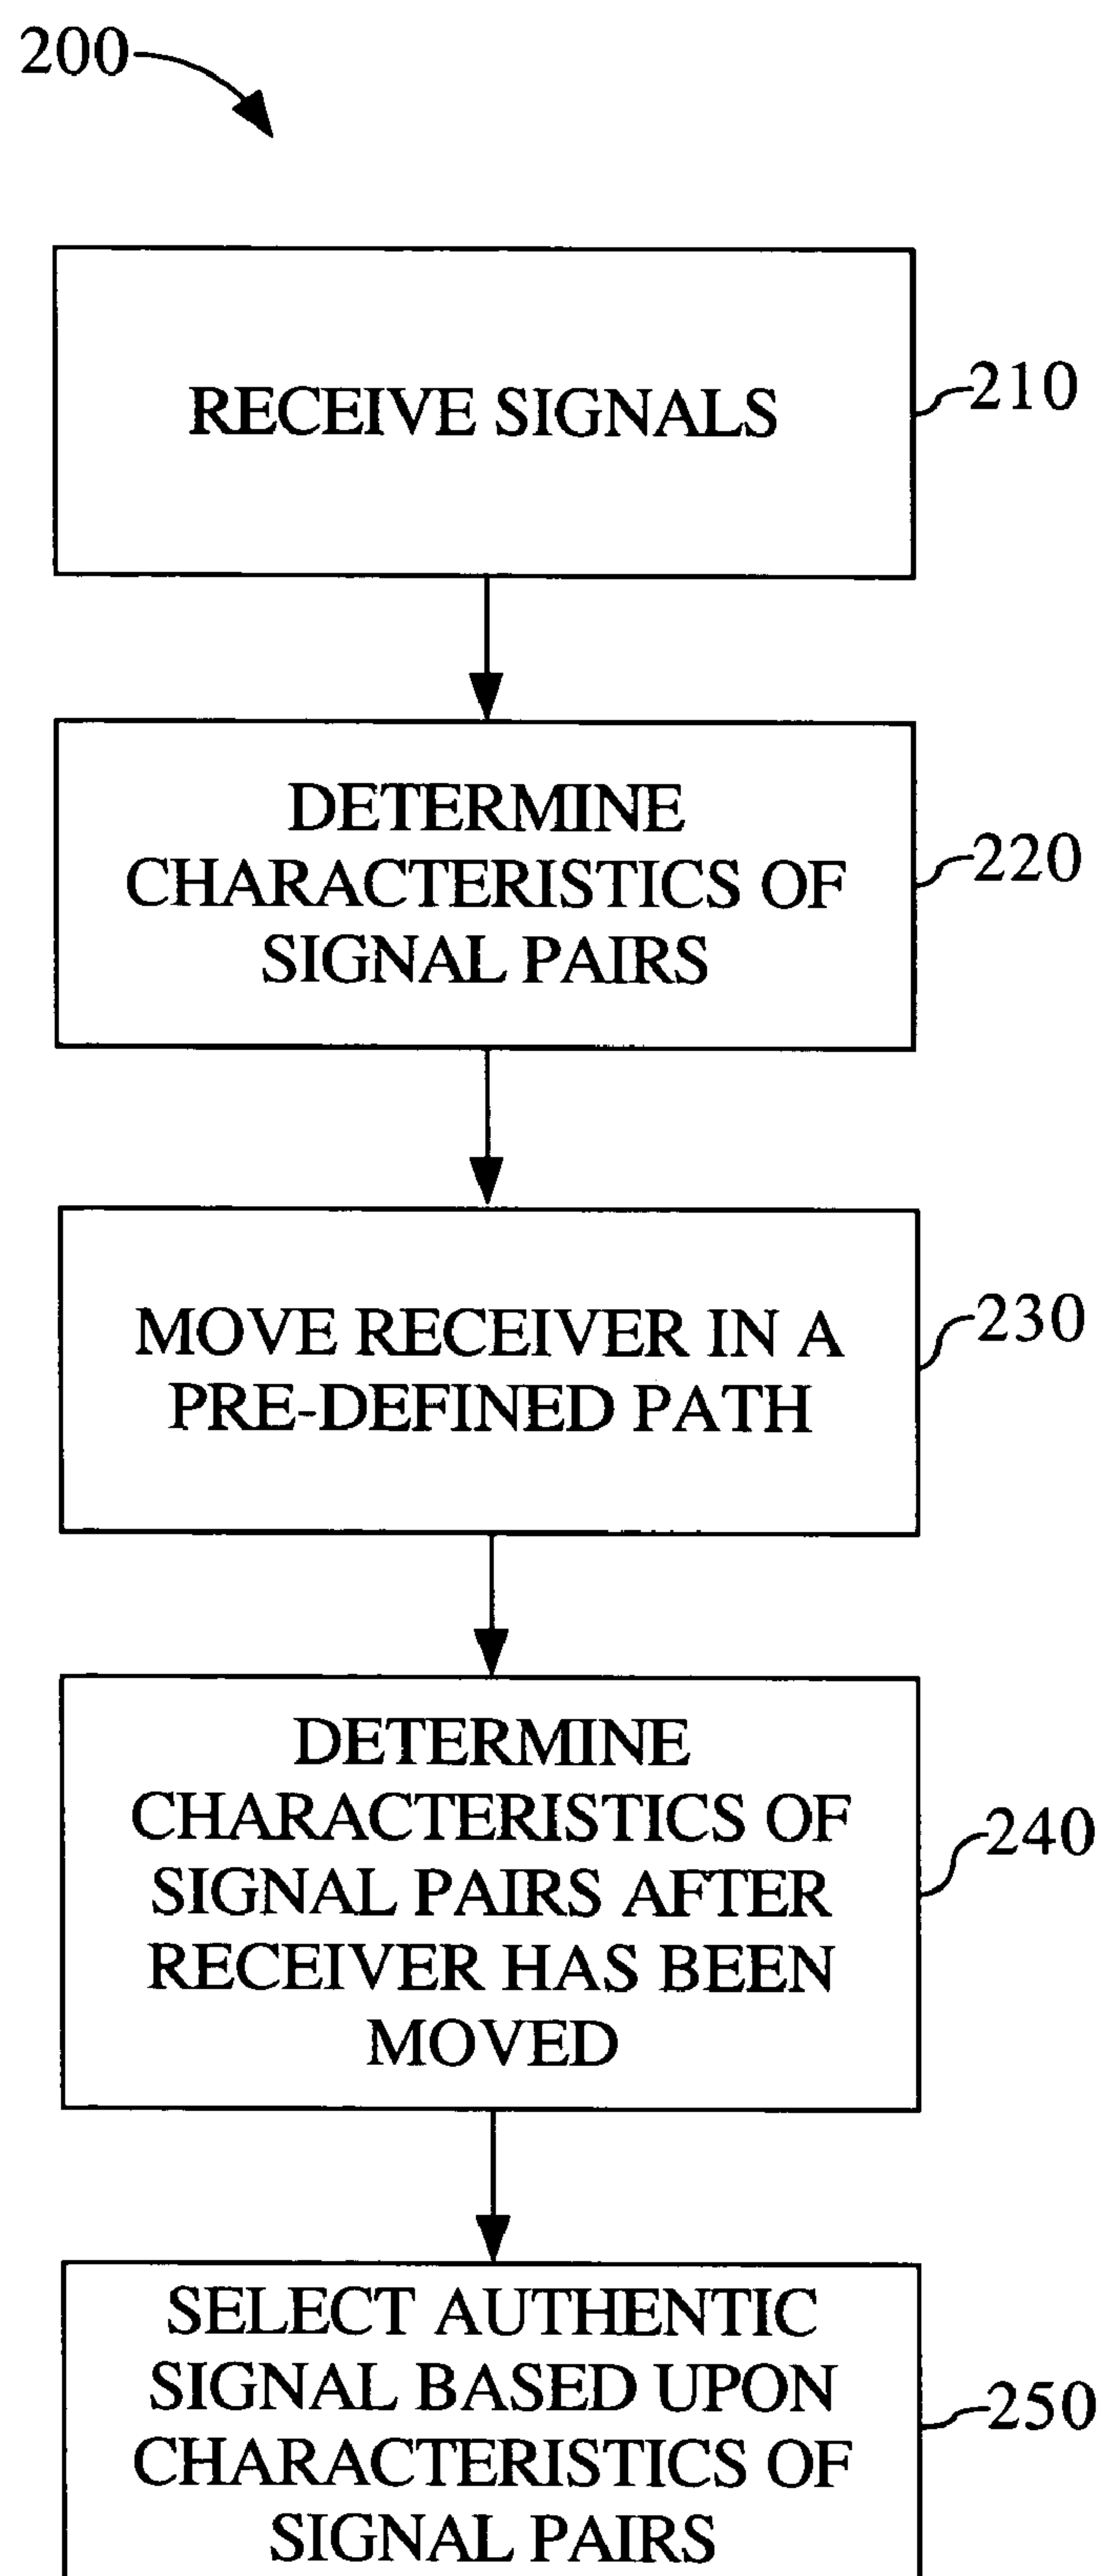 200
RECEIVE SIGNALS
210
DETERMINE
CHARACTERISTICS OF
SIGNAL PAIRS
220
MOVE RECEIVER IN A
PRE-DEFINED PATH
230
DETERMINE
CHARACTERISTICS OF
SIGNAL PAIRS AFTER
RECEIVER HAS BEEN
MOVED
240
SELECT AUTHENTIC
SIGNAL BASED UPON
CHARACTERISTICS OF
SIGNAL PAIRS
250